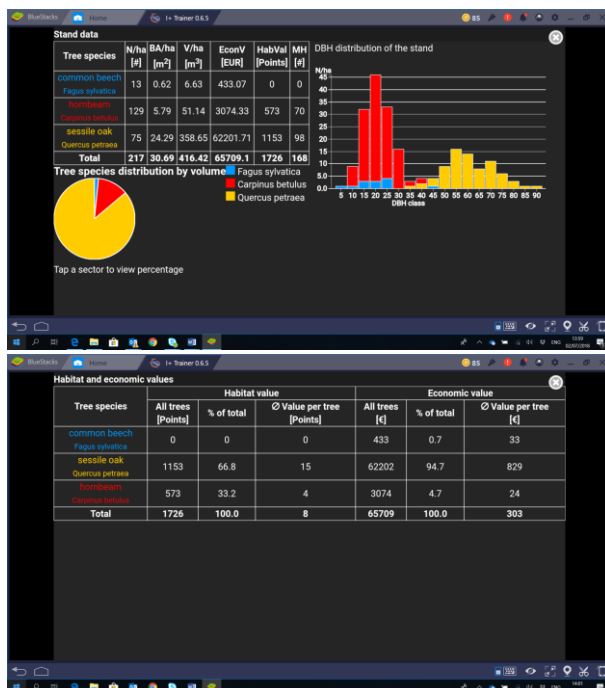 BlueStacks Home I+ Trainer 0.6.5 85
Stand data
Tree species N/ha [#] BA/ha [m²] V/ha [m³] EconV [EUR] HabVal [Points] MH [#]
common beech Fagus sylvatica 13 0.62 6.63 433.07 0 0
hornbeam Carpinus betulus 129 5.79 51.14 3074.33 573 70
sessile oak Quercus petraea 75 24.29 358.65 62201.71 1153 98
Total 217 30.69 416.42 65709.1 1726 168
DBH distribution of the stand
N/ha
45
40
35
30
25
20
15
10
5.0
0.0
5 10 15 20 25 30 35 40 45 50 55 60 65 70 75 80 85 90
DBH class
Tree species distribution by volume
Fagus sylvatica
Carpinus betulus
Quercus petraea
Tap a sector to view percentage
ENG 13:59 02/07/2018
BlueStacks Home I+ Trainer 0.6.5 85
Habitat and economic values
Tree species Habitat value Economic value
All trees [Points] % of total Ø Value per tree [Points] All trees [€] % of total Ø Value per tree [€]
common beech Fagus sylvatica 0 0 0 433 0.7 33
sessile oak Quercus petraea 1153 66.8 15 62202 94.7 829
hornbeam Carpinus betulus 573 33.2 4 3074 4.7 24
Total 1726 100.0 8 65709 100.0 303
ENG 14:01